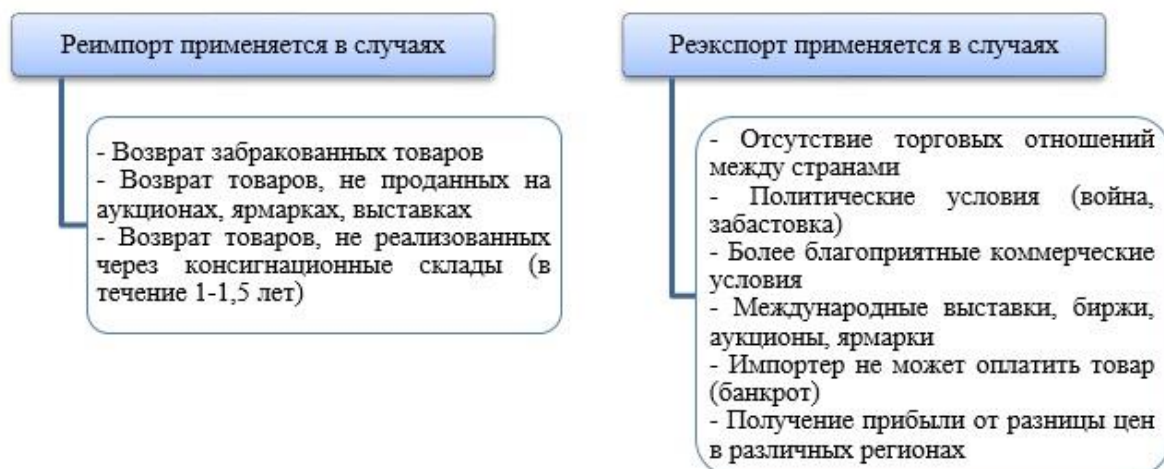 Реимпорт применяется в случаях
- Возврат забракованных товаров
- Возврат товаров, не проданных на
аукционах, ярмарках, выставках
- Возврат товаров, не реализованных
через консигнационные склады (в
течение 1-1,5 лет)
Реэкспорт применяется в случаях
- Отсутствие торговых отношений
между странами
- Политические условия (война,
забастовка)
- Более благоприятные коммерческие
условия
- Международные выставки, биржи,
аукционы, ярмарки
- Импортер не может оплатить товар
(банкрот)
- Получение прибыли от разницы цен
в различных регионах